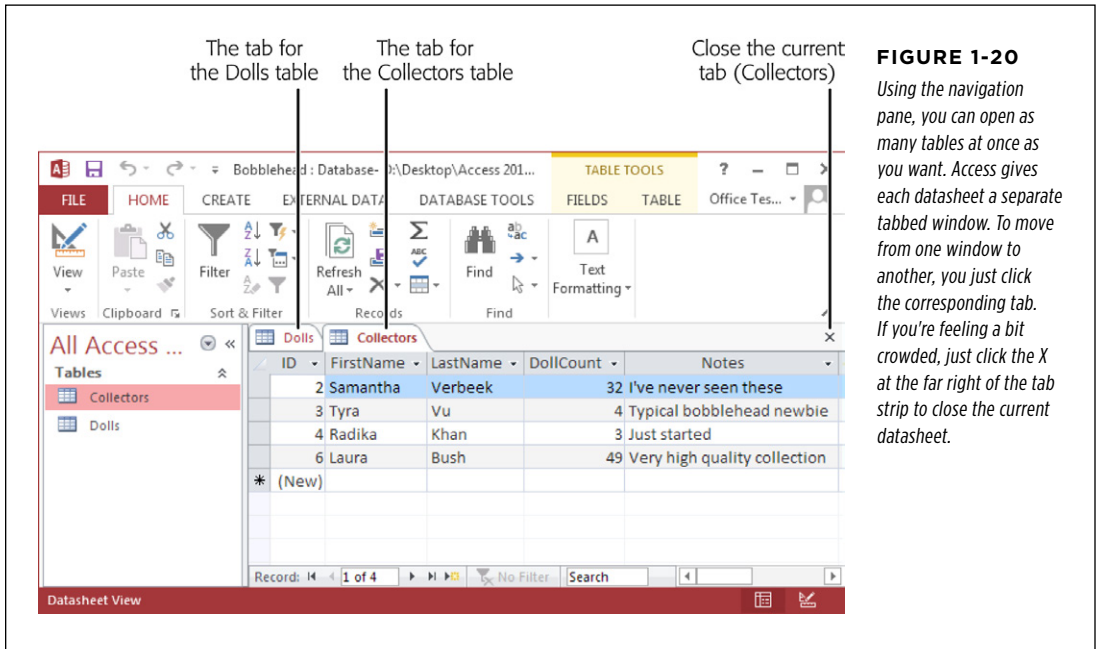 The tab for
the Dolls table
The tab for
the Collectors table
Close the current
tab (Collectors)
FIGURE 1-20
Using the navigation
pane, you can open as
many tables at once as
you want. Access gives
each datasheet a separate
tabbed window. To move
from one window to
another, you just click
the corresponding tab.
If you're feeling a bit
crowded, just click the X
at the far right of the tab
strip to close the current
datasheet.
Bobblehead : Database- D:\Desktop\Access 201... TABLE TOOLS ?
FILE HOME CREATE EXTERNAL DATA DATABASE TOOLS FIELDS TABLE Office Tes...
View Paste Filter Refresh All Find Text Formatting
Views Clipboard Sort & Filter Records Find
All Access ...
Tables
Collectors
Dolls
Dolls Collectors
ID FirstName LastName DollCount Notes
2 Samantha Verbeek 32 I've never seen these
3 Tyra Vu 4 Typical bobblehead newbie
4 Radika Khan 3 Just started
6 Laura Bush 49 Very high quality collection
(New)
Record: 1 of 4 No Filter Search
Datasheet View